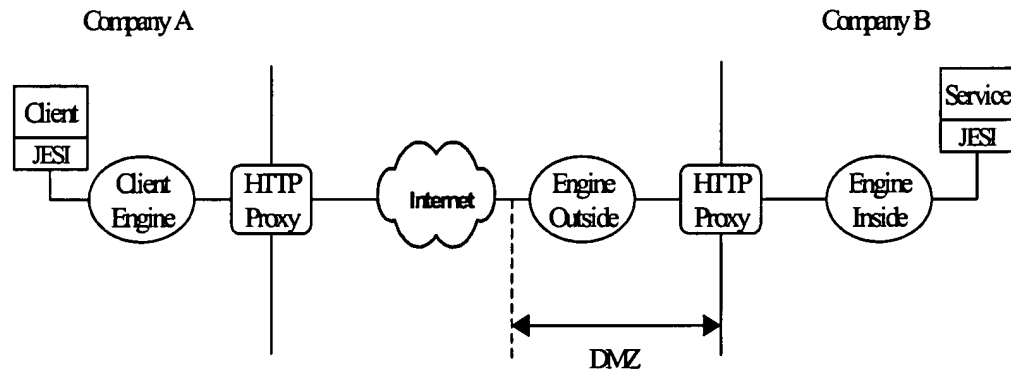 Company A
Company B
Client
JESI
Client
Engine
HTTP
Proxy
Internet
Engine
Outside
HTTP
Proxy
Engine
Inside
Service
JESI
DMZ